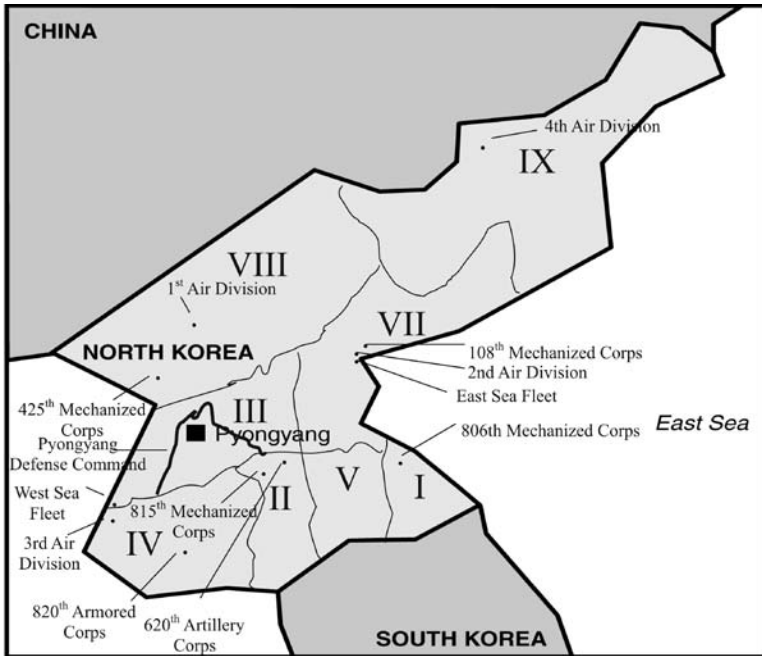 CHINA
4th Air Division
IX
VIII
1st Air Division
VII
NORTH KOREA
108th Mechanized Corps
2nd Air Division
East Sea Fleet
425th Mechanized
Corps
III
Pyongyang
East Sea
806th Mechanized Corps
Pyongyang
Defense Command
West Sea
Fleet
815th Mechanized
Corps
II
V
I
IV
3rd Air
Division
820th Armored
Corps
620th Artillery
Corps
SOUTH KOREA